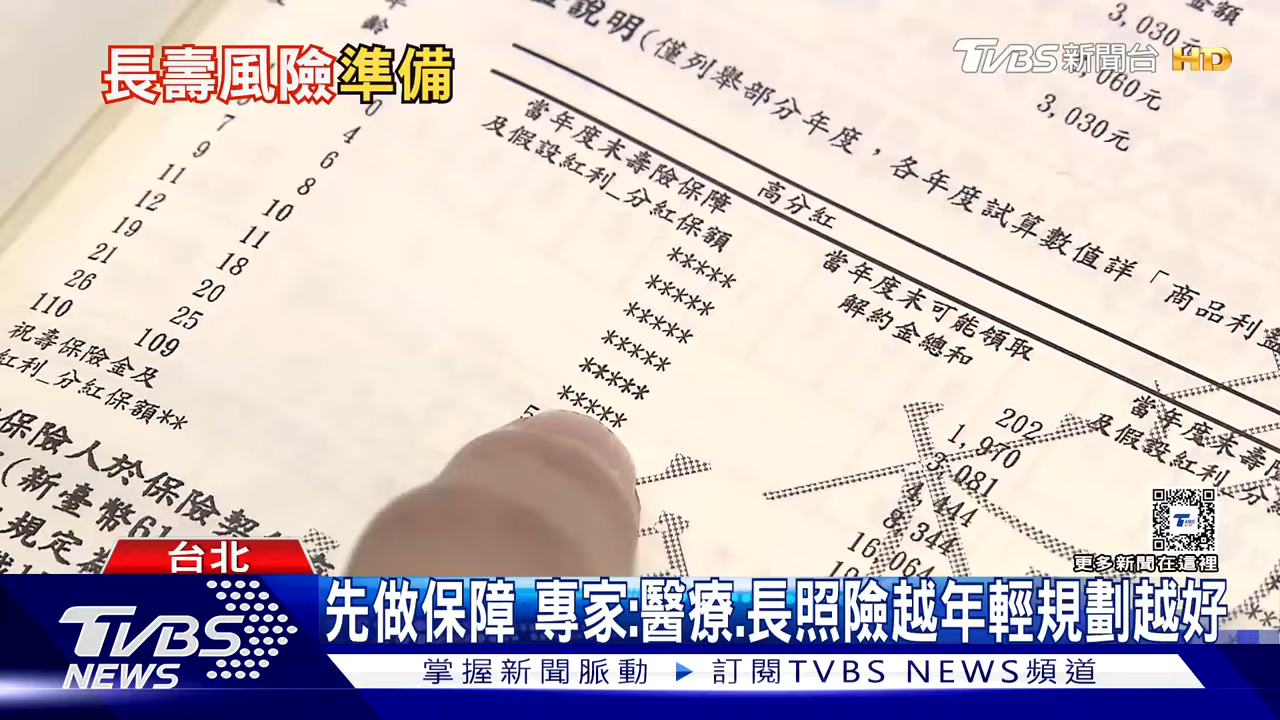 長壽風險準備
TVBS新聞台 HD
金額
3,030元
3,060元
3,030元
說明(僅列舉部分年度，各年度試算數值詳「商品利益
年
齡
高分紅
當年度末壽險保障
及假設紅利_分紅保額
當年度末可能領取
解約金總和
當年度末壽險
及假設紅利_分
7 4
9 6
11 8
12 10
19 11
21 18
26 20
110 25
109
*****
*****
*****
*****
*****
*****
202
1,970
3,081
4,444
8,344
16,064
祝壽保險金及
紅利_分紅保額**
保險人於保險契
(新臺幣61
規定
更多新聞在這裡
台北
先做保障 專家:醫療.長照險越年輕規劃越好
TVBS NEWS
掌握新聞脈動 ▶ 訂閱TVBS NEWS頻道